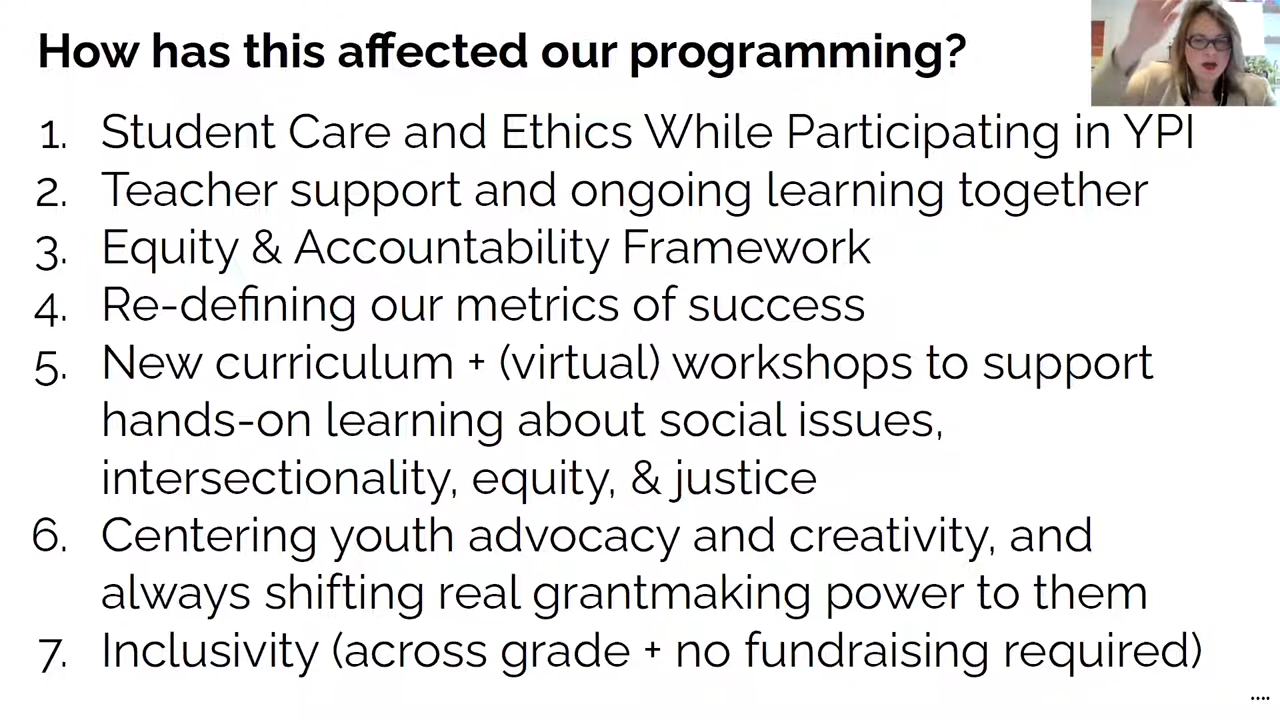 How has this affected our programming?
1. Student Care and Ethics While Participating in YPI
2. Teacher support and ongoing learning together
3. Equity & Accountability Framework
4. Re-defining our metrics of success
5. New curriculum + (virtual) workshops to support
hands-on learning about social issues,
intersectionality, equity, & justice
6. Centering youth advocacy and creativity, and
always shifting real grantmaking power to them
7. Inclusivity (across grade + no fundraising required)
....